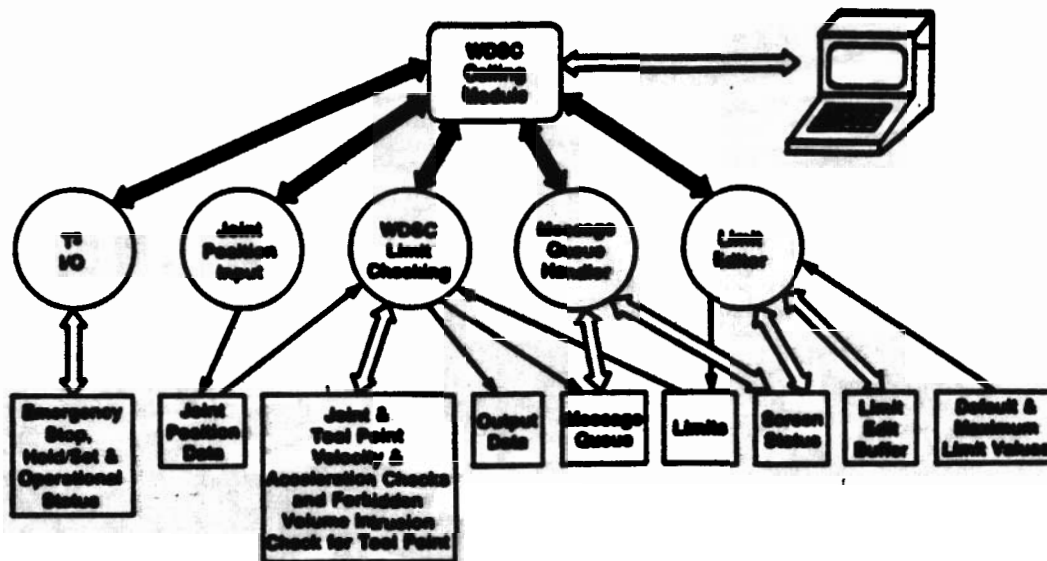 WDSC
Calling
Module
T³
I/O
Joint
Position
Input
WDSC
Limit
Checking
Message
Queue
Handler
Limit
Editor
Emergency
Stop,
Hold/Set &
Operational
Status
Joint
Position
Data
Joint &
Tool Point
Velocity &
Acceleration Checks
and Forbidden
Volume Intrusion
Check for Tool Point
Output
Data
Message
Queue
Limits
Screen
Status
Limit
Edit
Buffer
Default &
Maximum
Limit Values